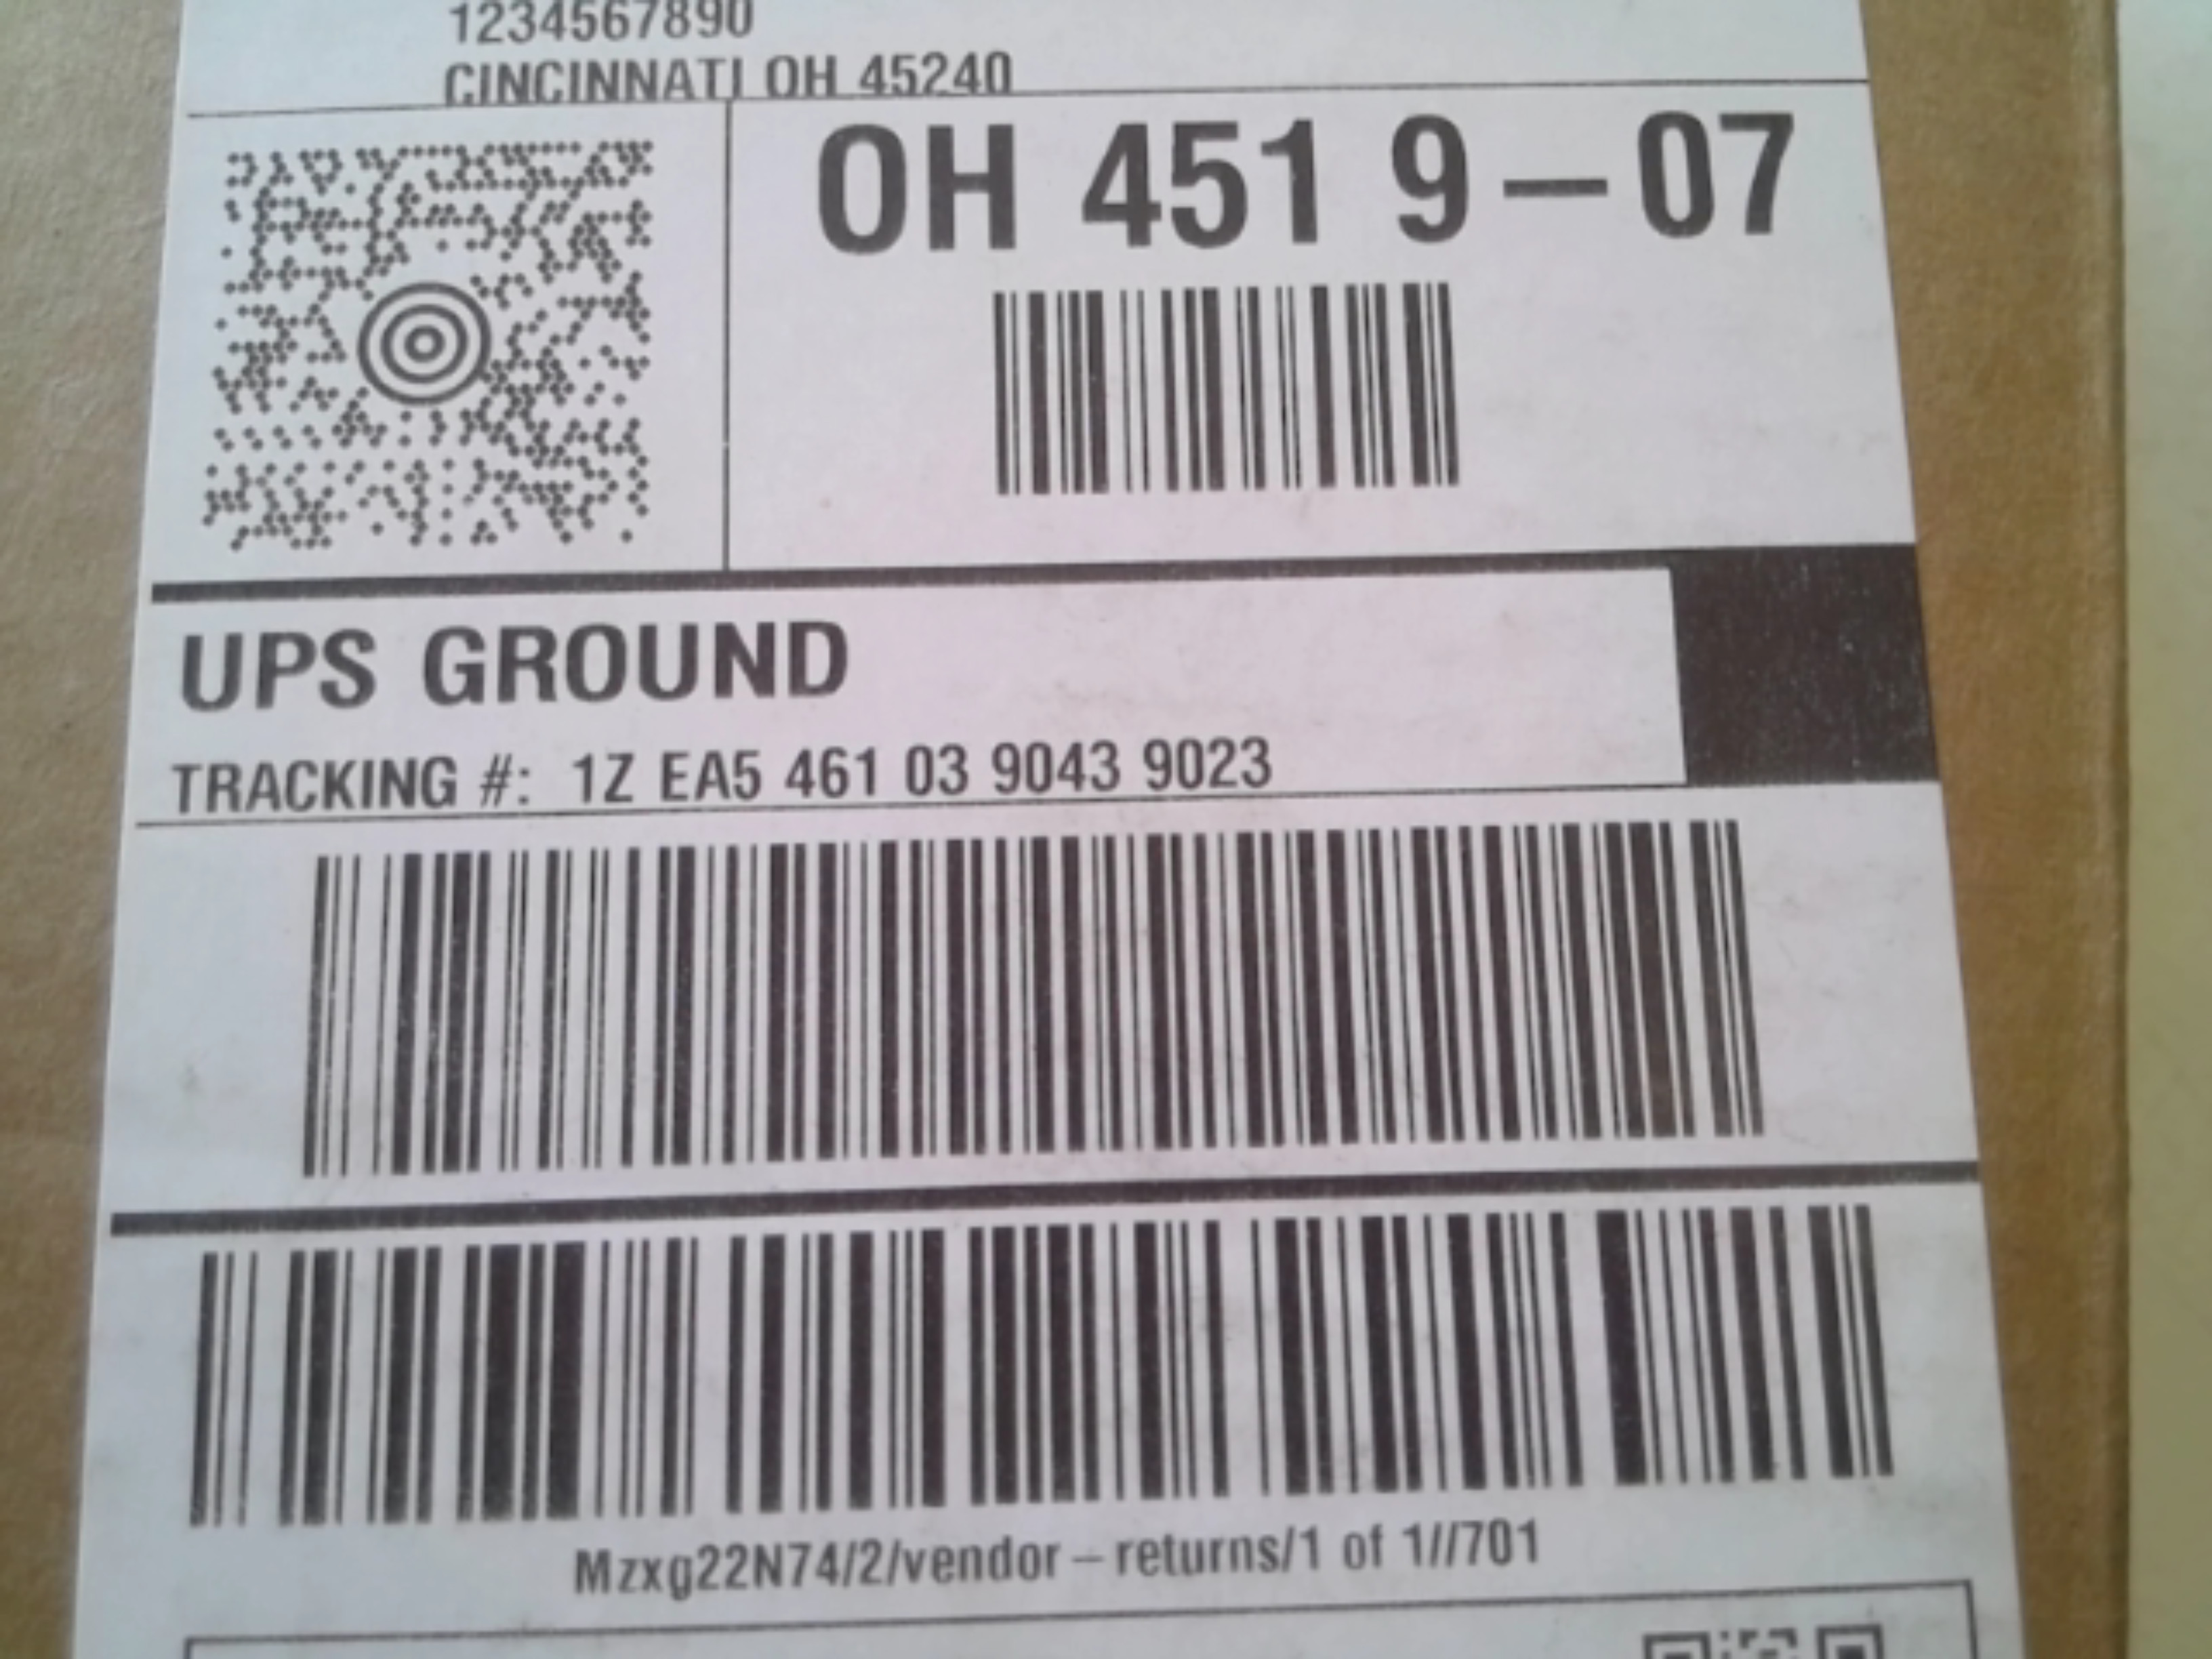 1234567890
CINCINNATI OH 45240
OH 451 9-07
UPS GROUND
TRACKING #: 1Z EA5 461 03 9043 9023
Mzxg22N74/2/vendor-returns/1 of 1//701